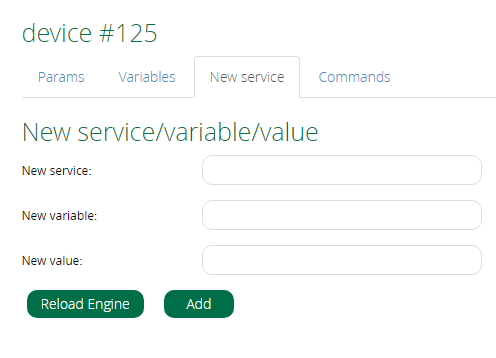 device #125
Params Variables New service Commands
New service/variable/value
New service:
New variable:
New value:
Reload Engine Add